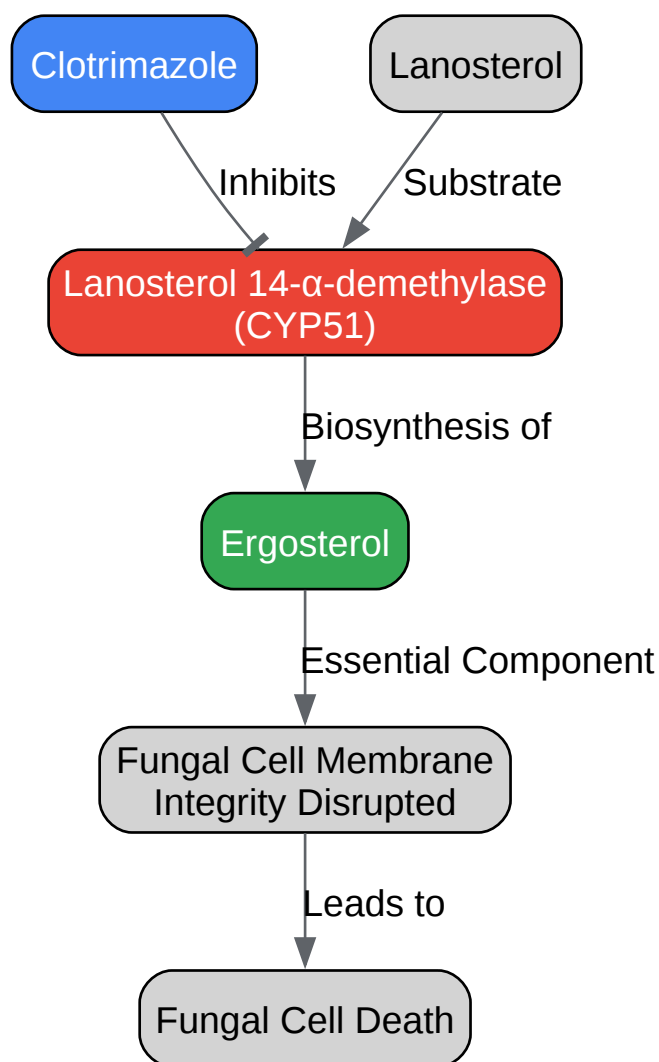 Clotrimazole
Lanosterol
Inhibits
Substrate
Lanosterol 14-α-demethylase
(CYP51)
Biosynthesis of
Ergosterol
Essential Component
Fungal Cell Membrane
Integrity Disrupted
Leads to
Fungal Cell Death